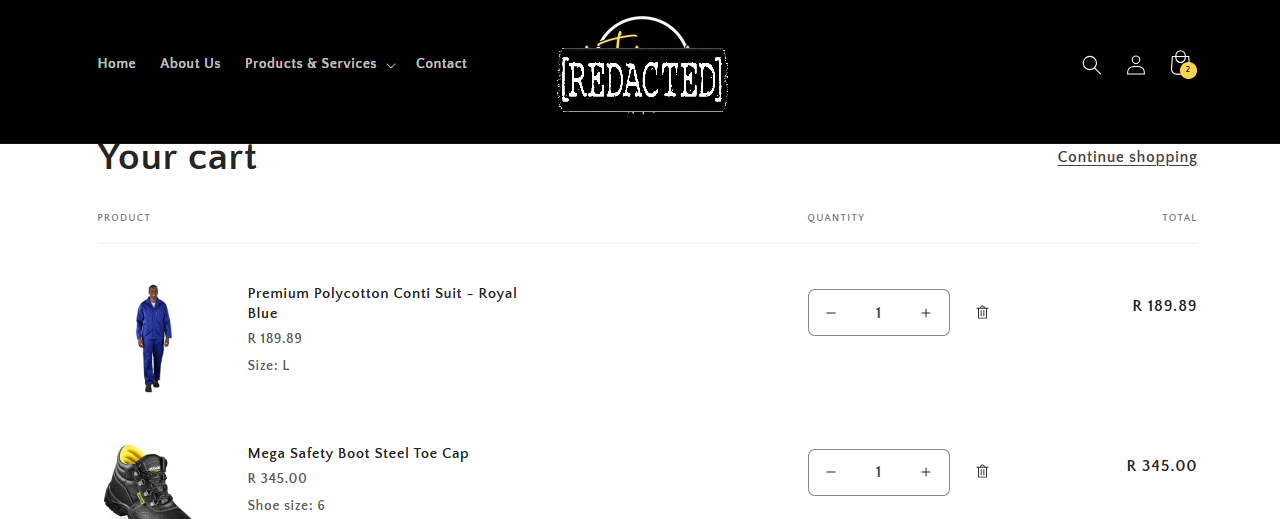 Home
About Us
Products & Services
Contact
[REDACTED]
2
Your cart
Continue shopping
PRODUCT
QUANTITY
TOTAL
Premium Polycotton Conti Suit - Royal
Blue
R 189.89
Size: L
1
R 189.89
Mega Safety Boot Steel Toe Cap
R 345.00
Shoe size: 6
1
R 345.00